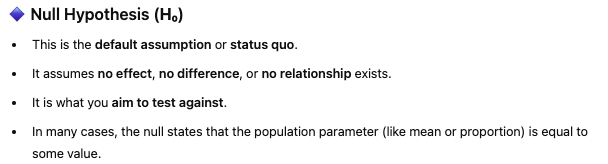 🔷 Null Hypothesis (H₀)
• This is the default assumption or status quo.
• It assumes no effect, no difference, or no relationship exists.
• It is what you aim to test against.
• In many cases, the null states that the population parameter (like mean or proportion) is equal to
some value.